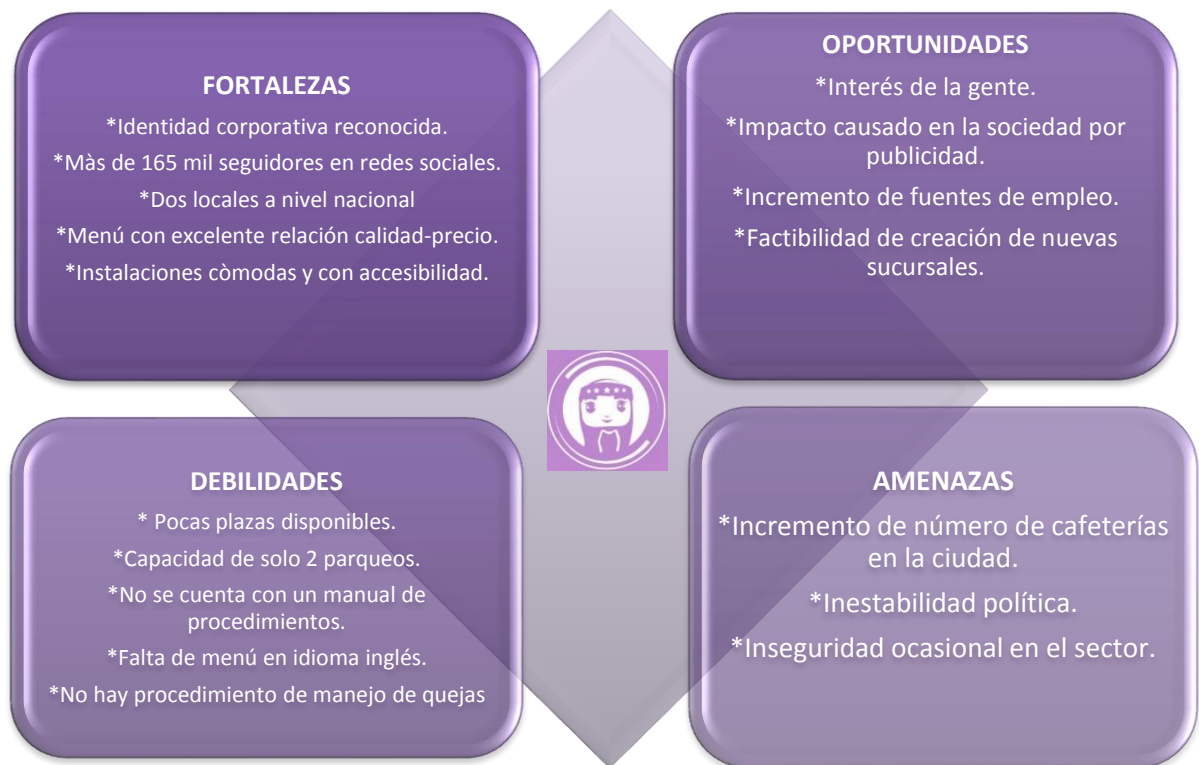 FORTALEZAS
*Identidad corporativa reconocida.
*Màs de 165 mil seguidores en redes sociales.
*Dos locales a nivel nacional
*Menú con excelente relación calidad-precio.
*Instalaciones còmodas y con accesibilidad.
OPORTUNIDADES
*Interés de la gente.
*Impacto causado en la sociedad por
publicidad.
*Incremento de fuentes de empleo.
*Factibilidad de creación de nuevas
sucursales.
DEBILIDADES
* Pocas plazas disponibles.
*Capacidad de solo 2 parqueos.
*No se cuenta con un manual de
procedimientos.
*Falta de menú en idioma inglés.
*No hay procedimiento de manejo de quejas
AMENAZAS
*Incremento de número de cafeterías
en la ciudad.
*Inestabilidad política.
*Inseguridad ocasional en el sector.